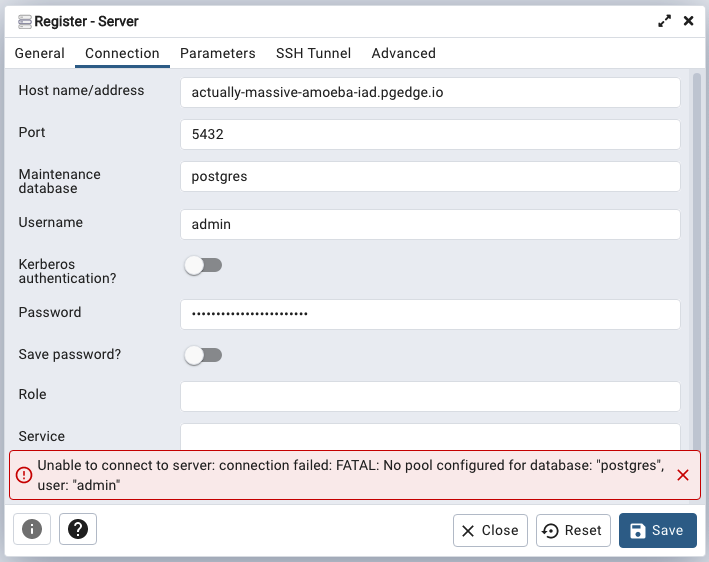 Register - Server
General Connection Parameters SSH Tunnel Advanced
Host name/address actually-massive-amoeba-iad.pgedge.io
Port 5432
Maintenance
database
postgres
Username admin
Kerberos
authentication?
Password ••••••••••••••••••••••••
Save password?
Role
Service
Unable to connect to server: connection failed: FATAL: No pool configured for database: "postgres",
user: "admin"
Close Reset Save